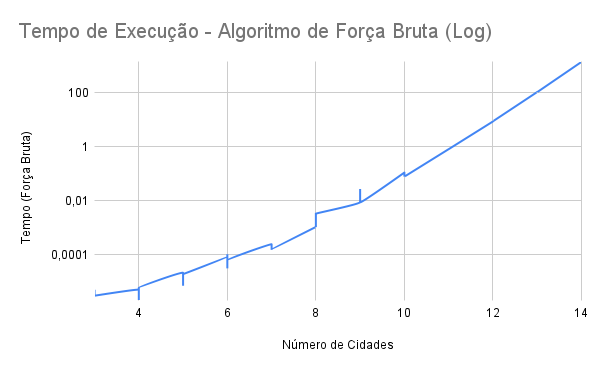 Tempo de Execução - Algoritmo de Força Bruta (Log)
Tempo (Força Bruta)
100
1
0,01
0,0001
4 6 8 10 12 14
Número de Cidades